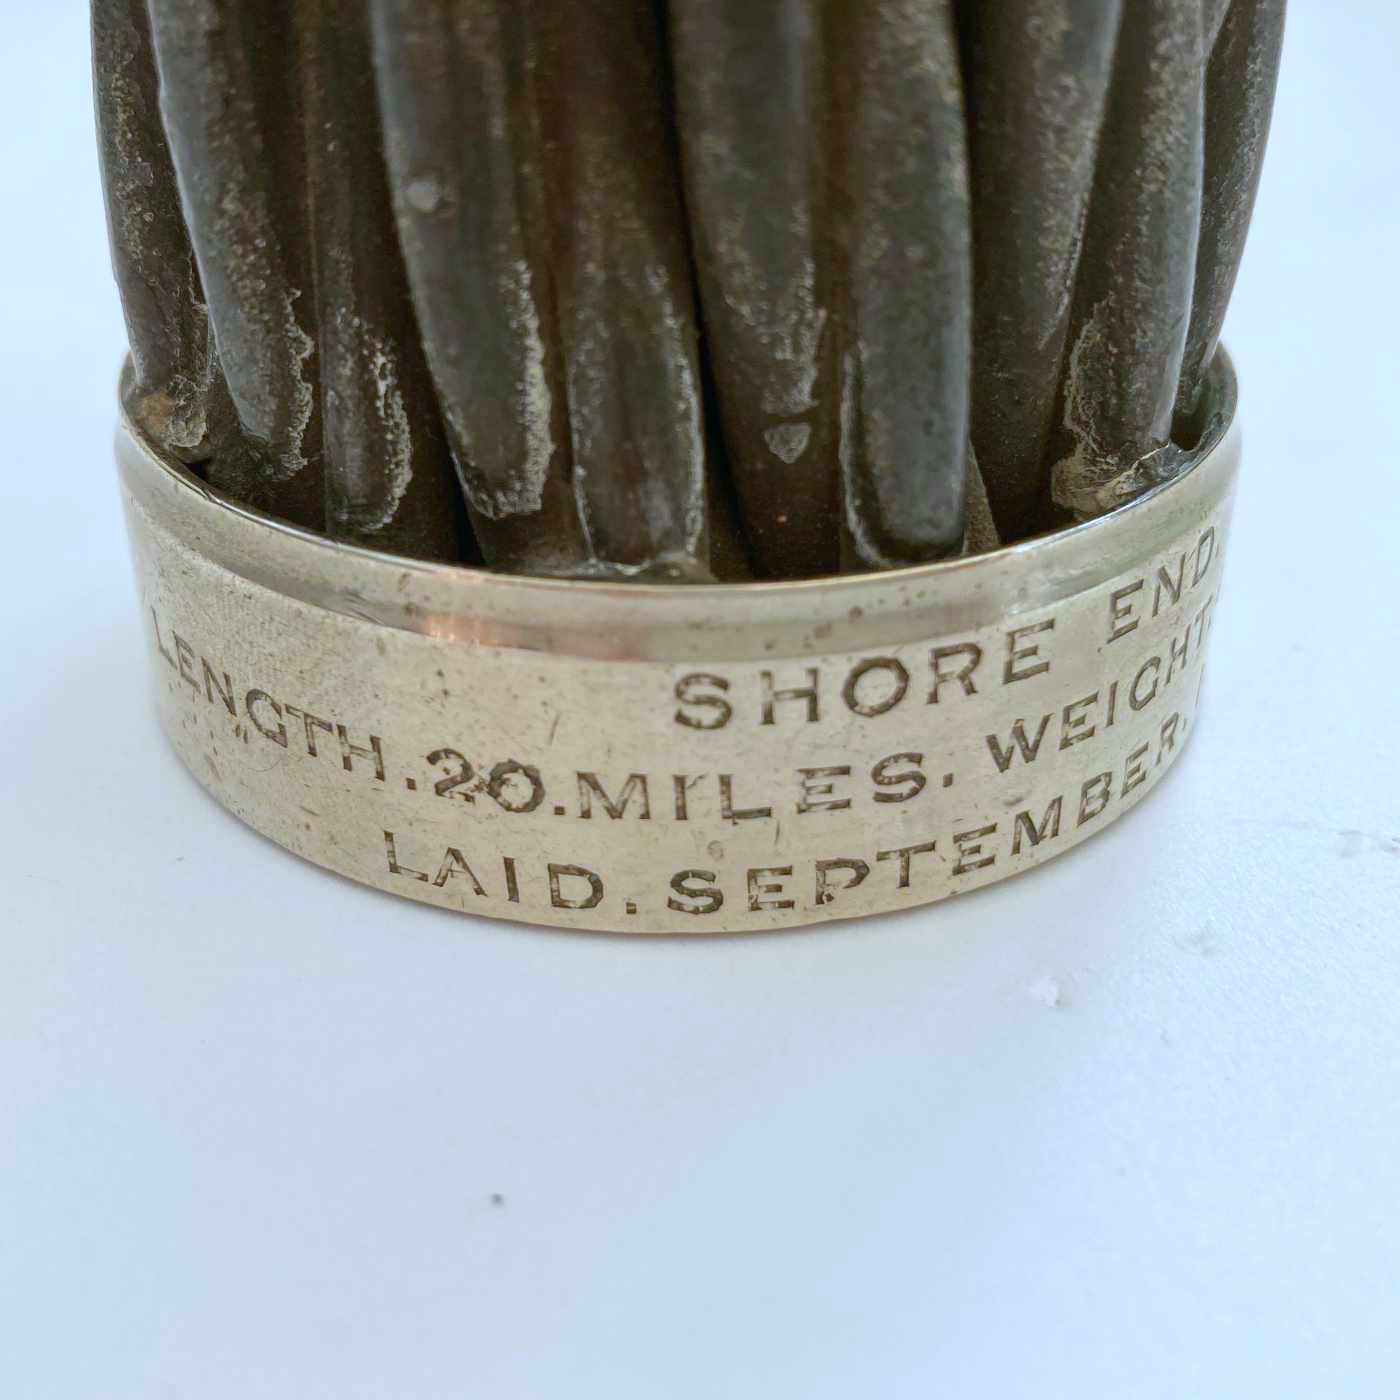 SHORE END.
LENGTH.20.MILES. WEIGHT.
LAID.SEPTEMBER.